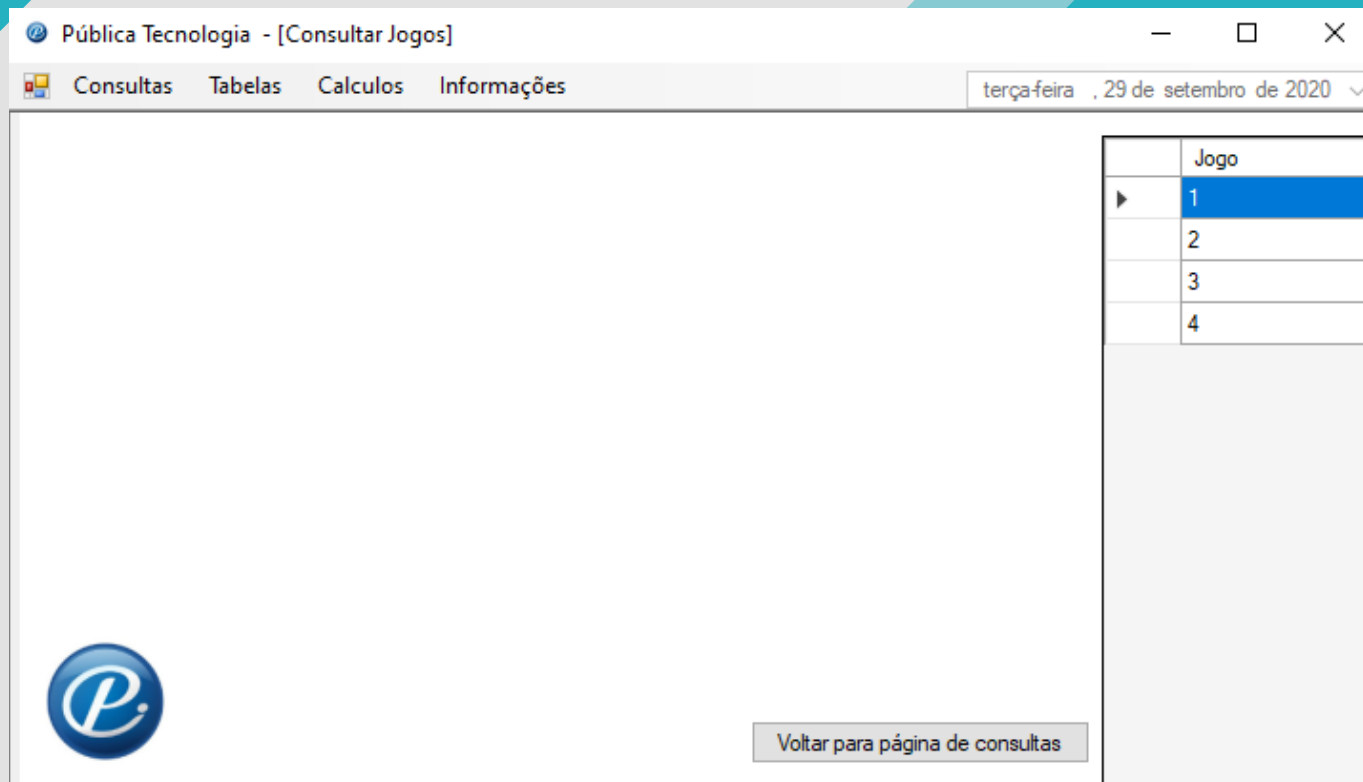 Pública Tecnologia - [Consultar Jogos]
Consultas Tabelas Calculos Informações terça-feira , 29 de setembro de 2020
Jogo
1
2
3
4
Voltar para página de consultas